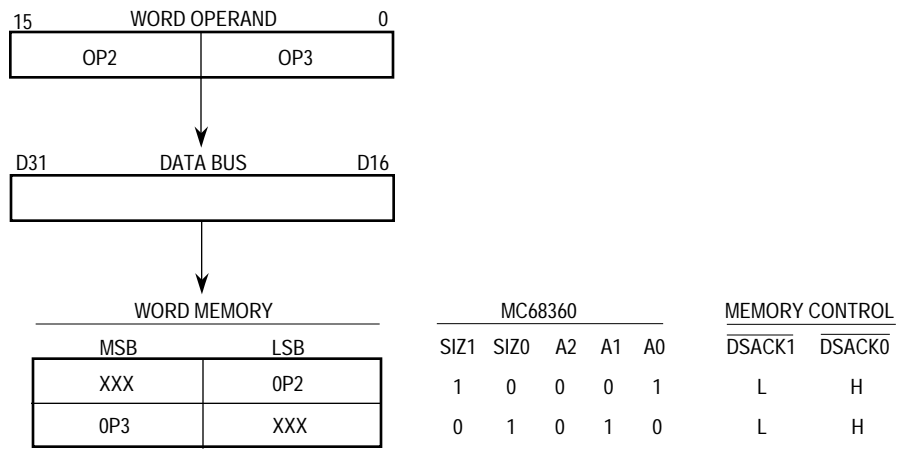 15 WORD OPERAND 0
OP2 OP3
D31 DATA BUS D16
WORD MEMORY MC68360 MEMORY CONTROL
MSB LSB SIZ1 SIZ0 A2 A1 A0 DSACK1 DSACK0
XXX 0P2 1 0 0 0 1 L H
0P3 XXX 0 1 0 1 0 L H